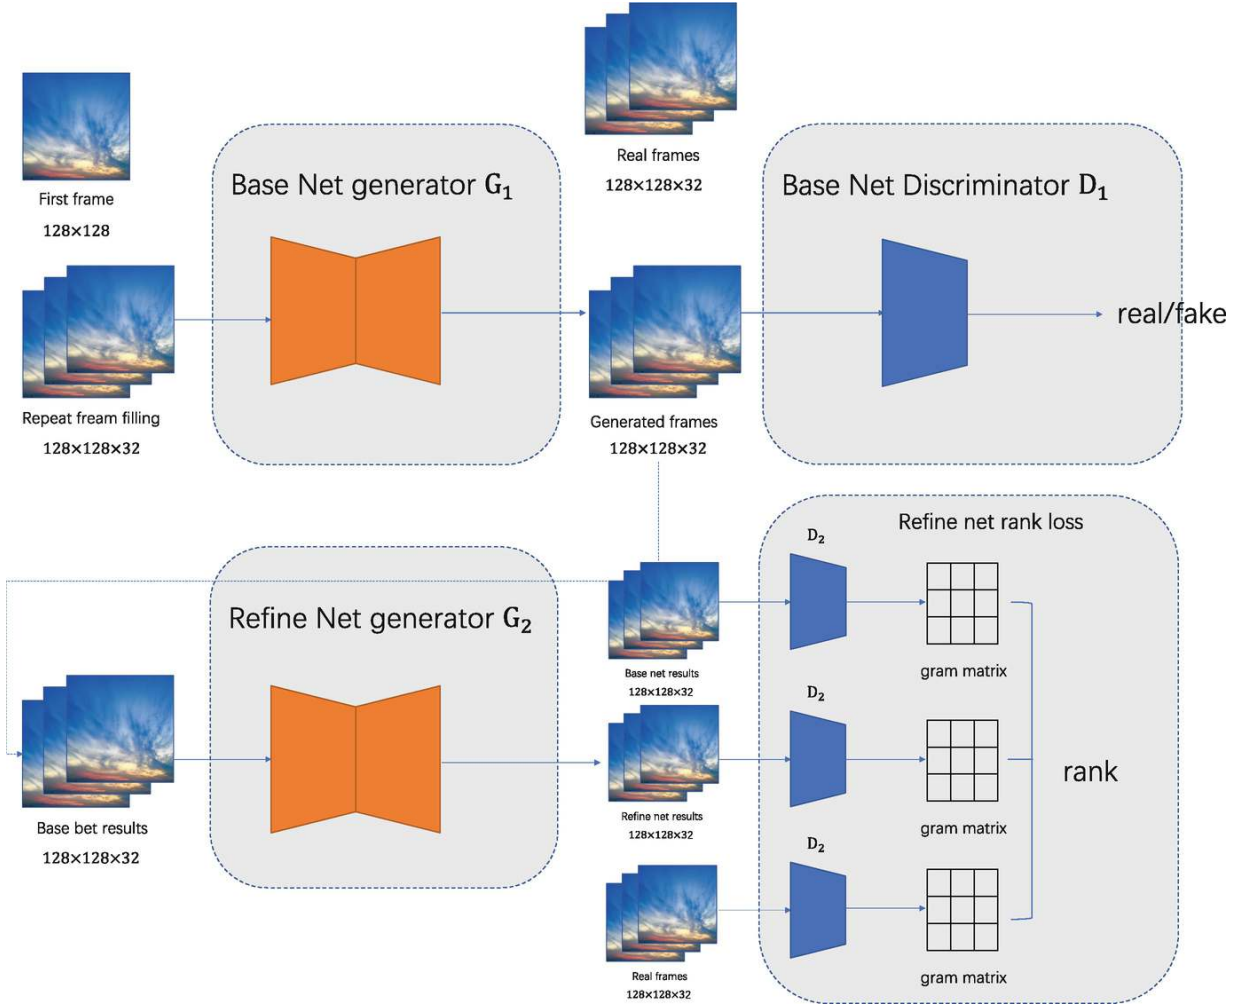 First frame
128×128
Repeat fream filling
128×128×32
Base Net generator G₁
Real frames
128×128×32
Generated frames
128×128×32
Base Net Discriminator D₁
real/fake
Base bet results
128×128×32
Refine Net generator G₂
Base net results
128×128×32
Refine net results
128×128×32
Real frames
128×128×32
Refine net rank loss
D₂
gram matrix
D₂
gram matrix
D₂
gram matrix
rank